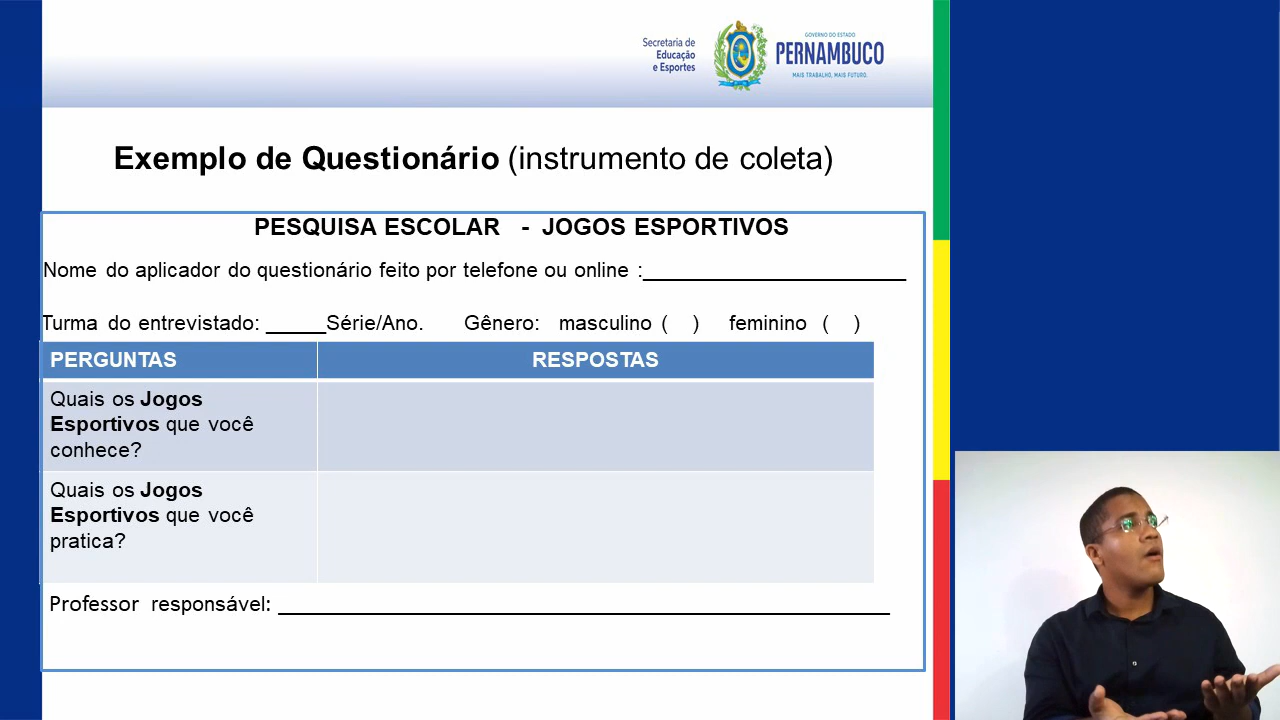 Secretaria de
Educação
e Esportes
GOVERNO DO ESTADO
PERNAMBUCO
MAIS TRABALHO, MAIS FUTURO.
Exemplo de Questionário (instrumento de coleta)
PESQUISA ESCOLAR - JOGOS ESPORTIVOS
Nome do aplicador do questionário feito por telefone ou online :______________________
Turma do entrevistado: _____Série/Ano. Gênero: masculino ( ) feminino ( )
PERGUNTAS RESPOSTAS
Quais os Jogos
Esportivos que você
conhece?
Quais os Jogos
Esportivos que você
pratica?
Professor responsável: ______________________________________________________